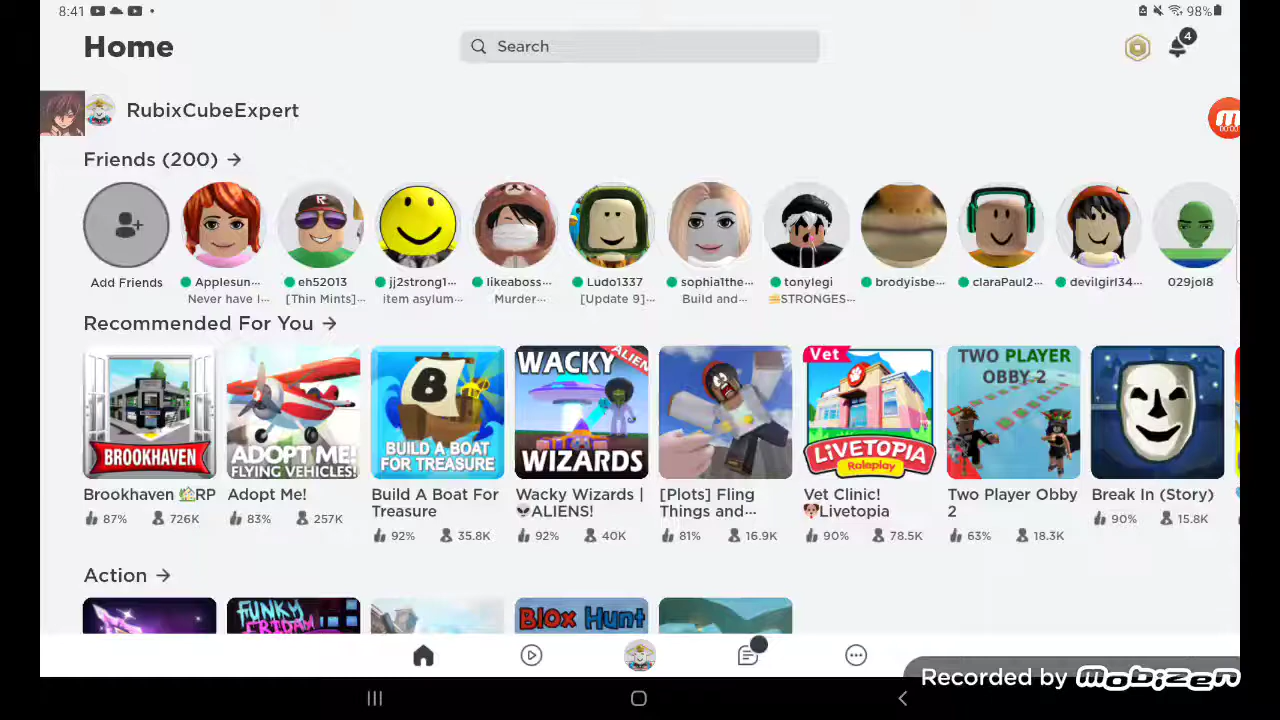 8:41
98%
Home
Search
4
RubixCubeExpert
00:00
Friends (200)
Add Friends
Applesun···
eh52013
jj2strong1···
likeaboss···
Ludo1337
sophia1the···
tonylegi
brodyisbe···
claraPaul2···
devilgirl34···
029jol8
Never have I...
[Thin Mints]...
item asylum...
Murder···
[Update 9]...
Build and···
STRONGES...
Recommended For You
BROOKHAVEN
ADOPT ME!
FLYING VEHICLES!
B
BUILD A BOAT
FOR TREASURE
WACKY
ALIEN
WIZARDS
Vet
LIVETOPIA
Roleplay
TWO PLAYER
OBBY 2
Brookhaven 🏡RP
Adopt Me!
Build A Boat For
Treasure
Wacky Wizards |
👽ALIENS!
[Plots] Fling
Things and···
Vet Clinic!
🐶Livetopia
Two Player Obby
2
Break In (Story)
87% 726K
83% 257K
92% 35.8K
92% 40K
81% 16.9K
90% 78.5K
63% 18.3K
90% 15.8K
Action
FUNKY
FRIDAY
Blox Hunt
Recorded by mobizen